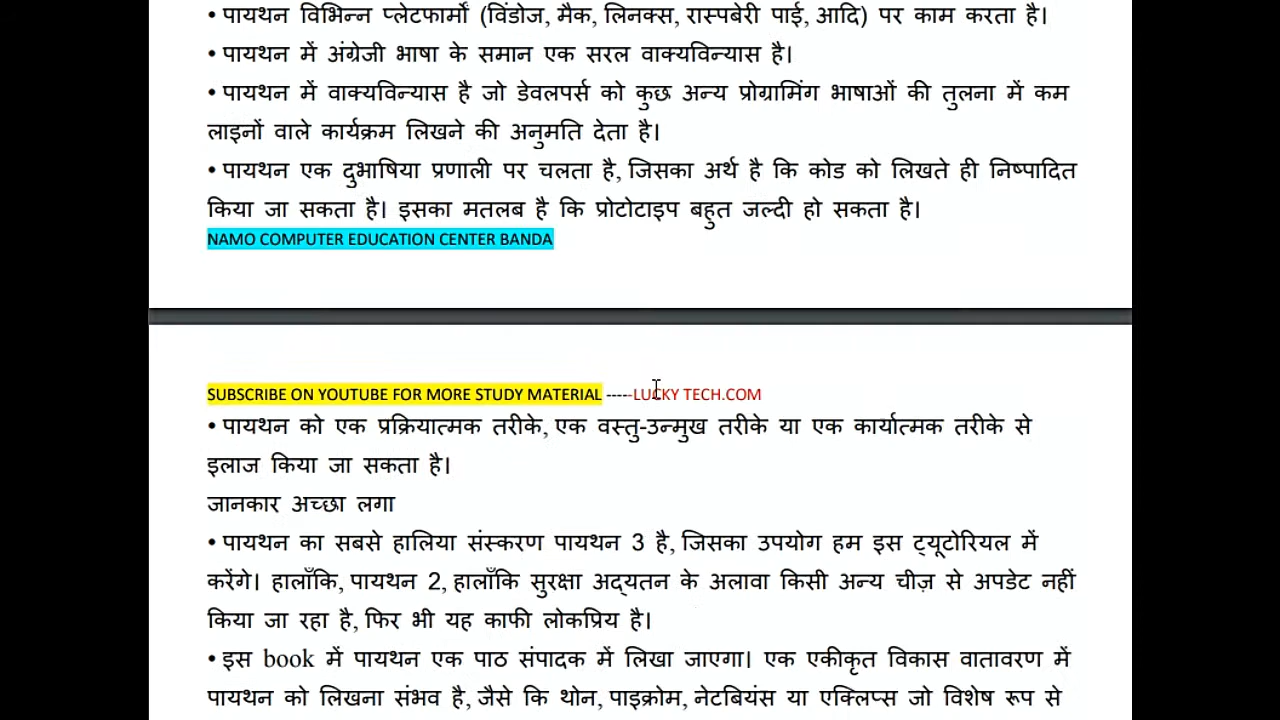 • पायथन विभिन्न प्लेटफार्मों (विंडोज, मैक, लिनक्स, रास्पबेरी पाई, आदि) पर काम करता है।
• पायथन में अंग्रेजी भाषा के समान एक सरल वाक्यविन्यास है।
• पायथन में वाक्यविन्यास है जो डेवलपर्स को कुछ अन्य प्रोग्रामिंग भाषाओं की तुलना में कम
लाइनों वाले कार्यक्रम लिखने की अनुमति देता है।
• पायथन एक दुभाषिया प्रणाली पर चलता है, जिसका अर्थ है कि कोड को लिखते ही निष्पादित
किया जा सकता है। इसका मतलब है कि प्रोटोटाइप बहुत जल्दी हो सकता है।
NAMO COMPUTER EDUCATION CENTER BANDA
SUBSCRIBE ON YOUTUBE FOR MORE STUDY MATERIAL -----LUCKY TECH.COM
• पायथन को एक प्रक्रियात्मक तरीके, एक वस्तु-उन्मुख तरीके या एक कार्यात्मक तरीके से
इलाज किया जा सकता है।
जानकार अच्छा लगा
• पायथन का सबसे हालिया संस्करण पायथन 3 है, जिसका उपयोग हम इस ट्यूटोरियल में
करेंगे। हालाँकि, पायथन 2, हालाँकि सुरक्षा अद्यतन के अलावा किसी अन्य चीज़ से अपडेट नहीं
किया जा रहा है, फिर भी यह काफी लोकप्रिय है।
• इस book में पायथन एक पाठ संपादक में लिखा जाएगा। एक एकीकृत विकास वातावरण में
पायथन को लिखना संभव है, जैसे कि थोन, पाइक्रोम, नेटबियंस या एक्लिप्स जो विशेष रूप से